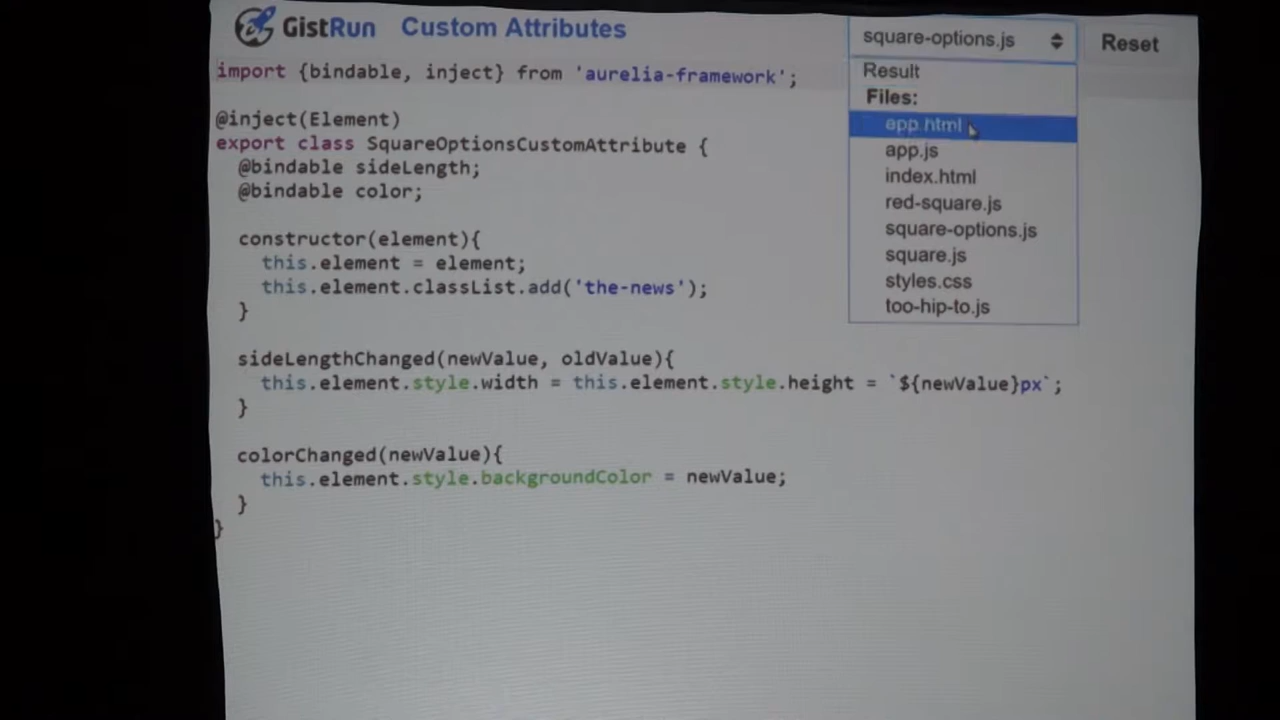 GistRun Custom Attributes
square-options.js
Reset
Result
Files:
app.html
app.js
index.html
red-square.js
square-options.js
square.js
styles.css
too-hip-to.js
import {bindable, inject} from 'aurelia-framework';
@inject(Element)
export class SquareOptionsCustomAttribute {
@bindable sideLength;
@bindable color;
constructor(element){
this.element = element;
this.element.classList.add('the-news');
}
sideLengthChanged(newValue, oldValue){
this.element.style.width = this.element.style.height = `${newValue}px`;
}
colorChanged(newValue){
this.element.style.backgroundColor = newValue;
}
}